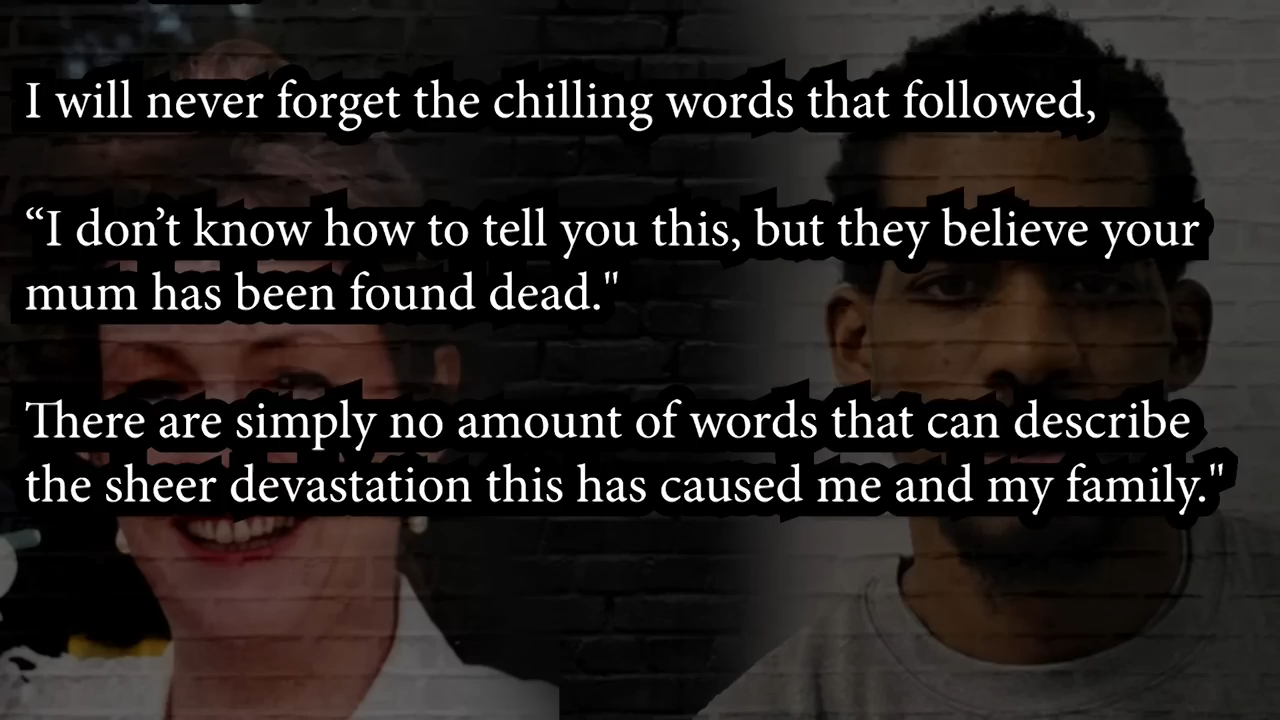 I will never forget the chilling words that followed,
“I don’t know how to tell you this, but they believe your
mum has been found dead."
There are simply no amount of words that can describe
the sheer devastation this has caused me and my family."